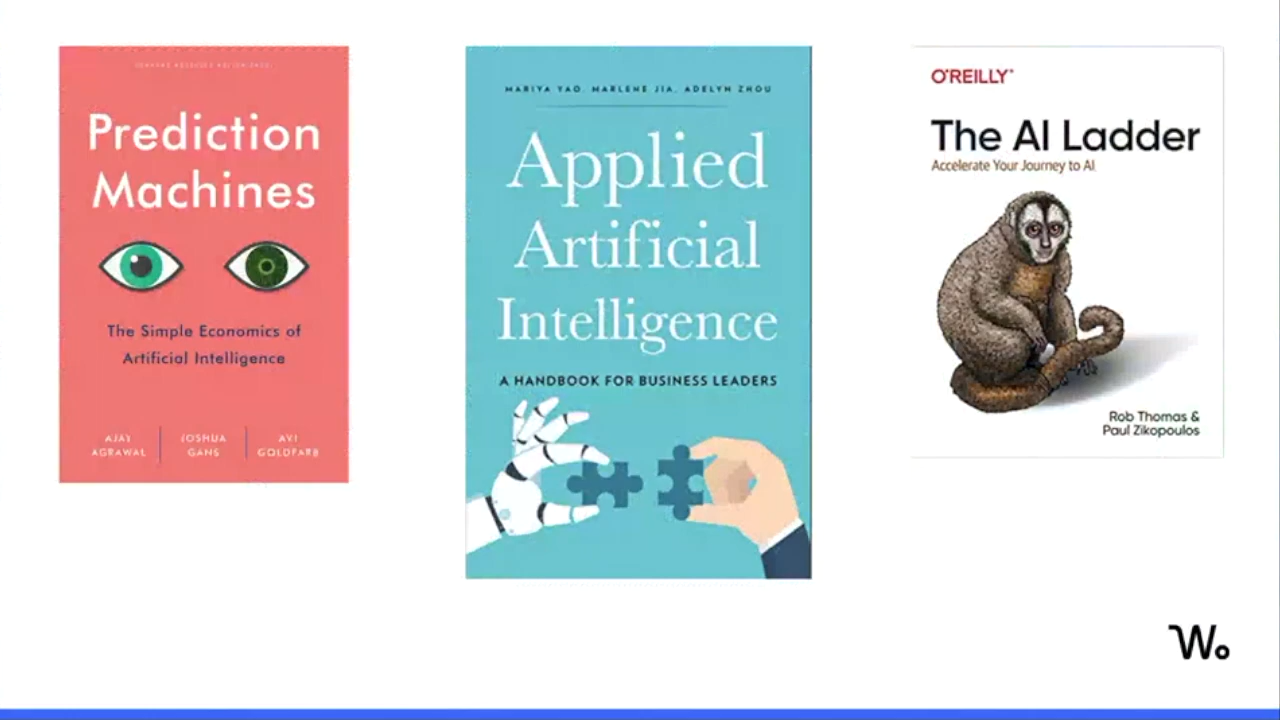 Prediction
Machines
The Simple Economics of
Artificial Intelligence
AJAY
AGRAWAL
JOSHUA
GANS
AVI
GOLDFARB
MARIYA YAO, MARLENE JIA, ADELYN ZHOU
Applied
Artificial
Intelligence
A HANDBOOK FOR BUSINESS LEADERS
O'REILLY®
The AI Ladder
Accelerate Your Journey to AI
Rob Thomas &
Paul Zikopoulos
Wo